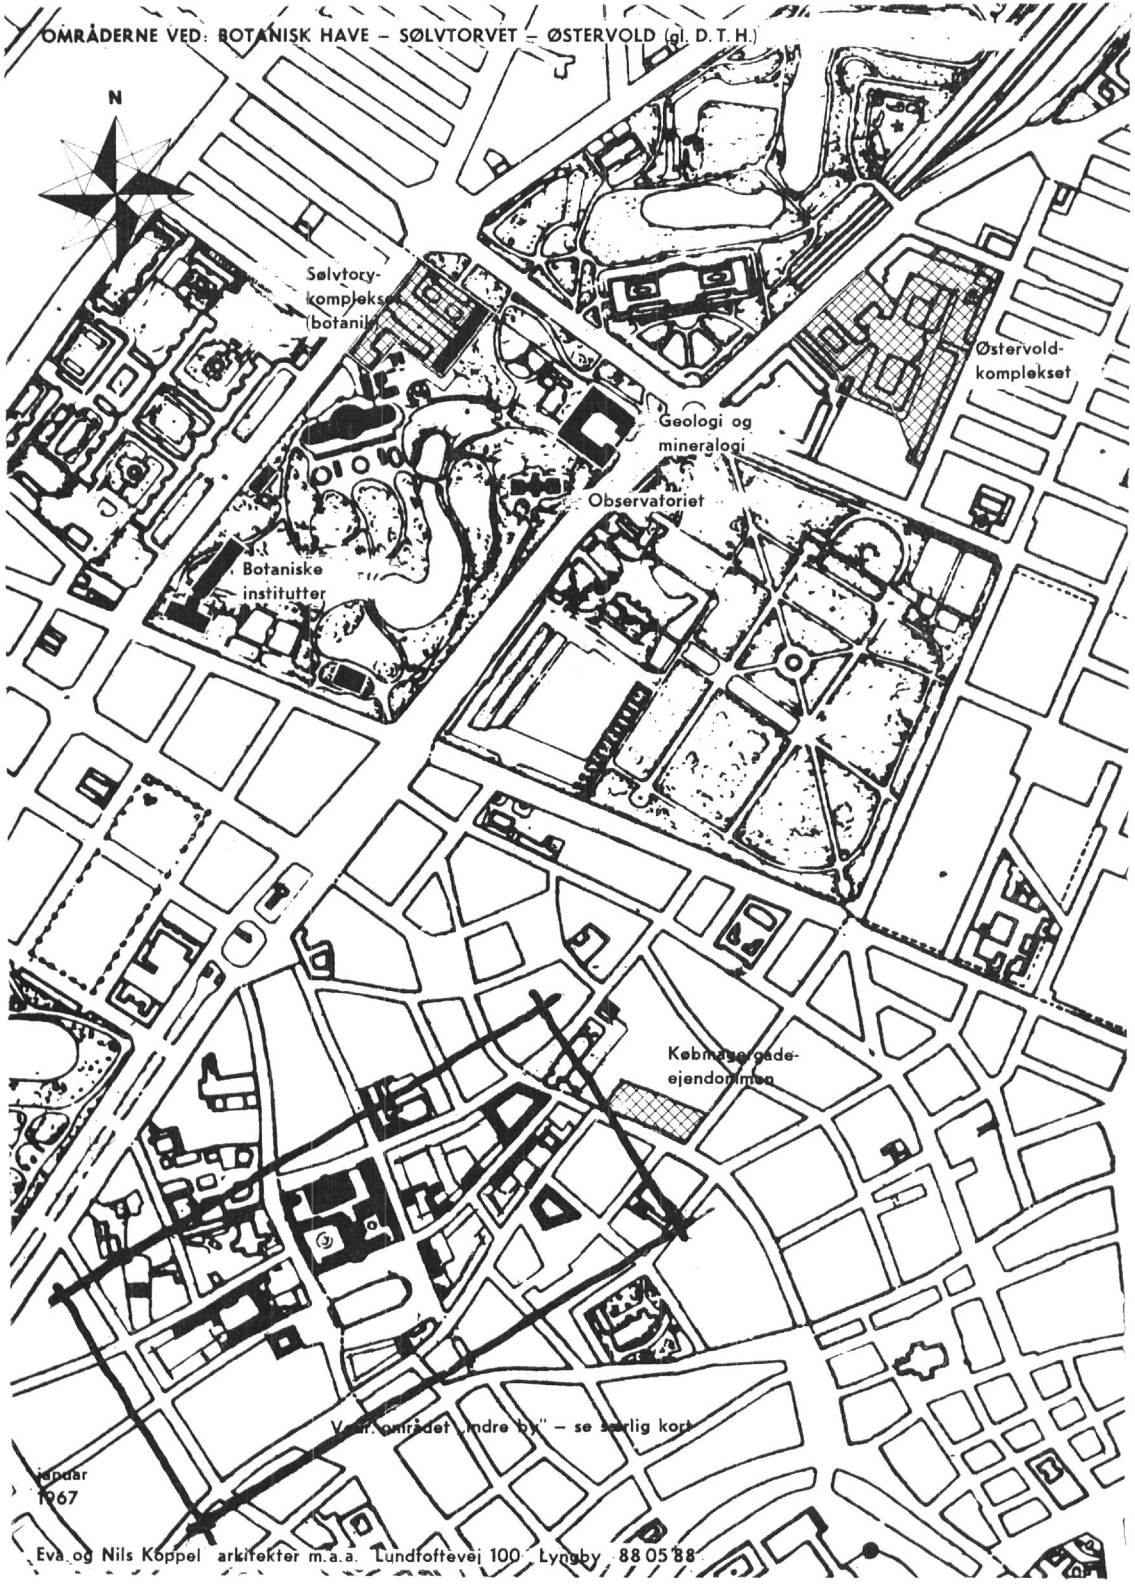 OMRÅDERNE VED: BOTANISK HAVE – SØLVTORVET – ØSTERVOLD (gl. D. T. H.)
N
Sølvtorv-
komplekset
(botanik)
Østervold-
komplekset
Geologi og
mineralogi
Observatoriet
Botaniske
institutter
Købmagergade-
ejendommen
Vedr. området „indre by” – se særlig kort
januar
1967
Eva og Nils Koppel arkitekter m.a.a. Lundtoftevej 100 Lyngby 88 05 88